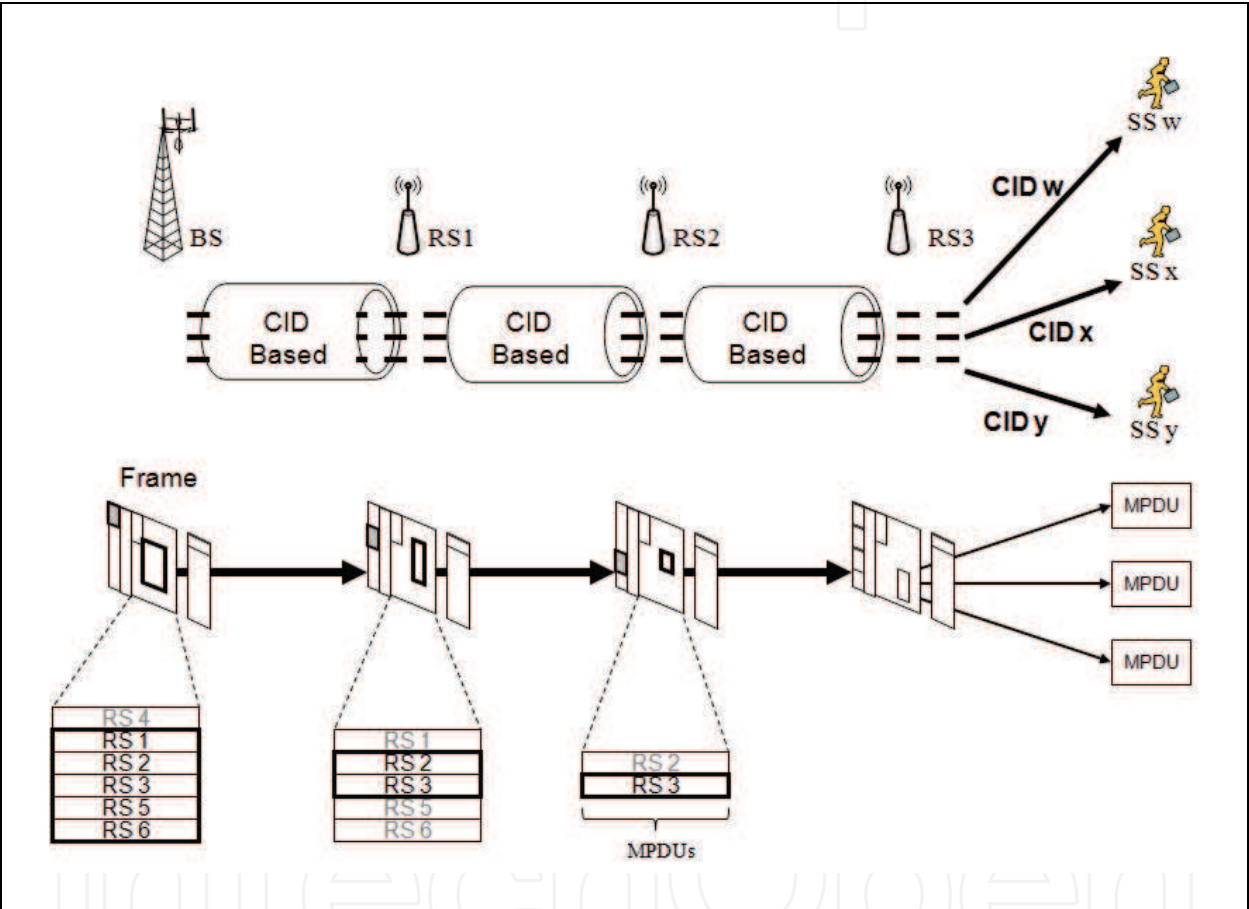 SS w
CID w
BS
RS1
RS2
RS3
SS x
CID
Based
CID
Based
CID
Based
CID x
CID y
SS y
Frame
MPDU
MPDU
MPDU
RS 4
RS 1
RS 2
RS 3
RS 5
RS 6
RS 1
RS 2
RS 3
RS 5
RS 6
RS 2
RS 3
MPDUs